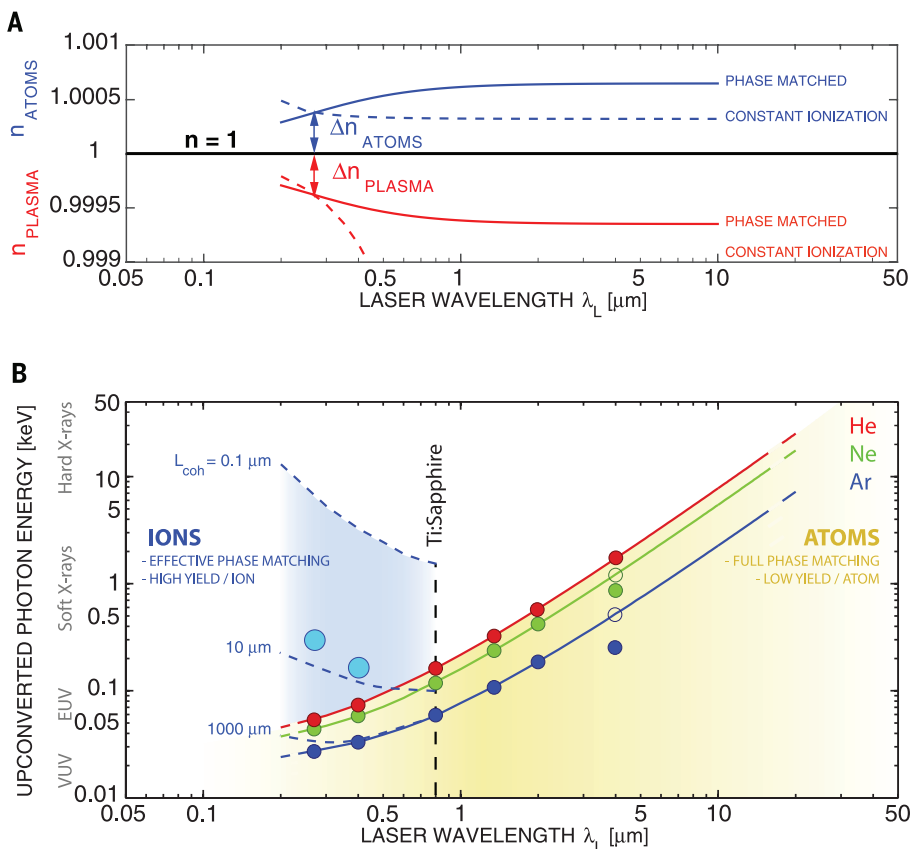 A
1.001
1.0005
1
0.9995
0.999
n ATOMS
n PLASMA
n = 1
Δn ATOMS
Δn PLASMA
PHASE MATCHED
CONSTANT IONIZATION
PHASE MATCHED
CONSTANT IONIZATION
0.05 0.1 0.5 1 5 10 50
LASER WAVELENGTH λL [μm]
B
UPCONVERTED PHOTON ENERGY [keV]
Hard X-rays
Soft X-rays
EUV
VUV
50
10
5
1
0.5
0.1
0.05
0.01
Lcoh = 0.1 μm
IONS
- EFFECTIVE PHASE MATCHING
- HIGH YIELD / ION
10 μm
1000 μm
Ti:Sapphire
He
Ne
Ar
ATOMS
- FULL PHASE MATCHING
- LOW YIELD / ATOM
0.05 0.1 0.5 1 5 10 50
LASER WAVELENGTH λL [μm]